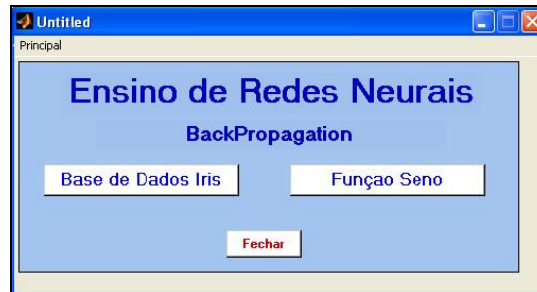 Untitled
Principal
Ensino de Redes Neurais
BackPropagation
Base de Dados Iris
Funçao Seno
Fechar